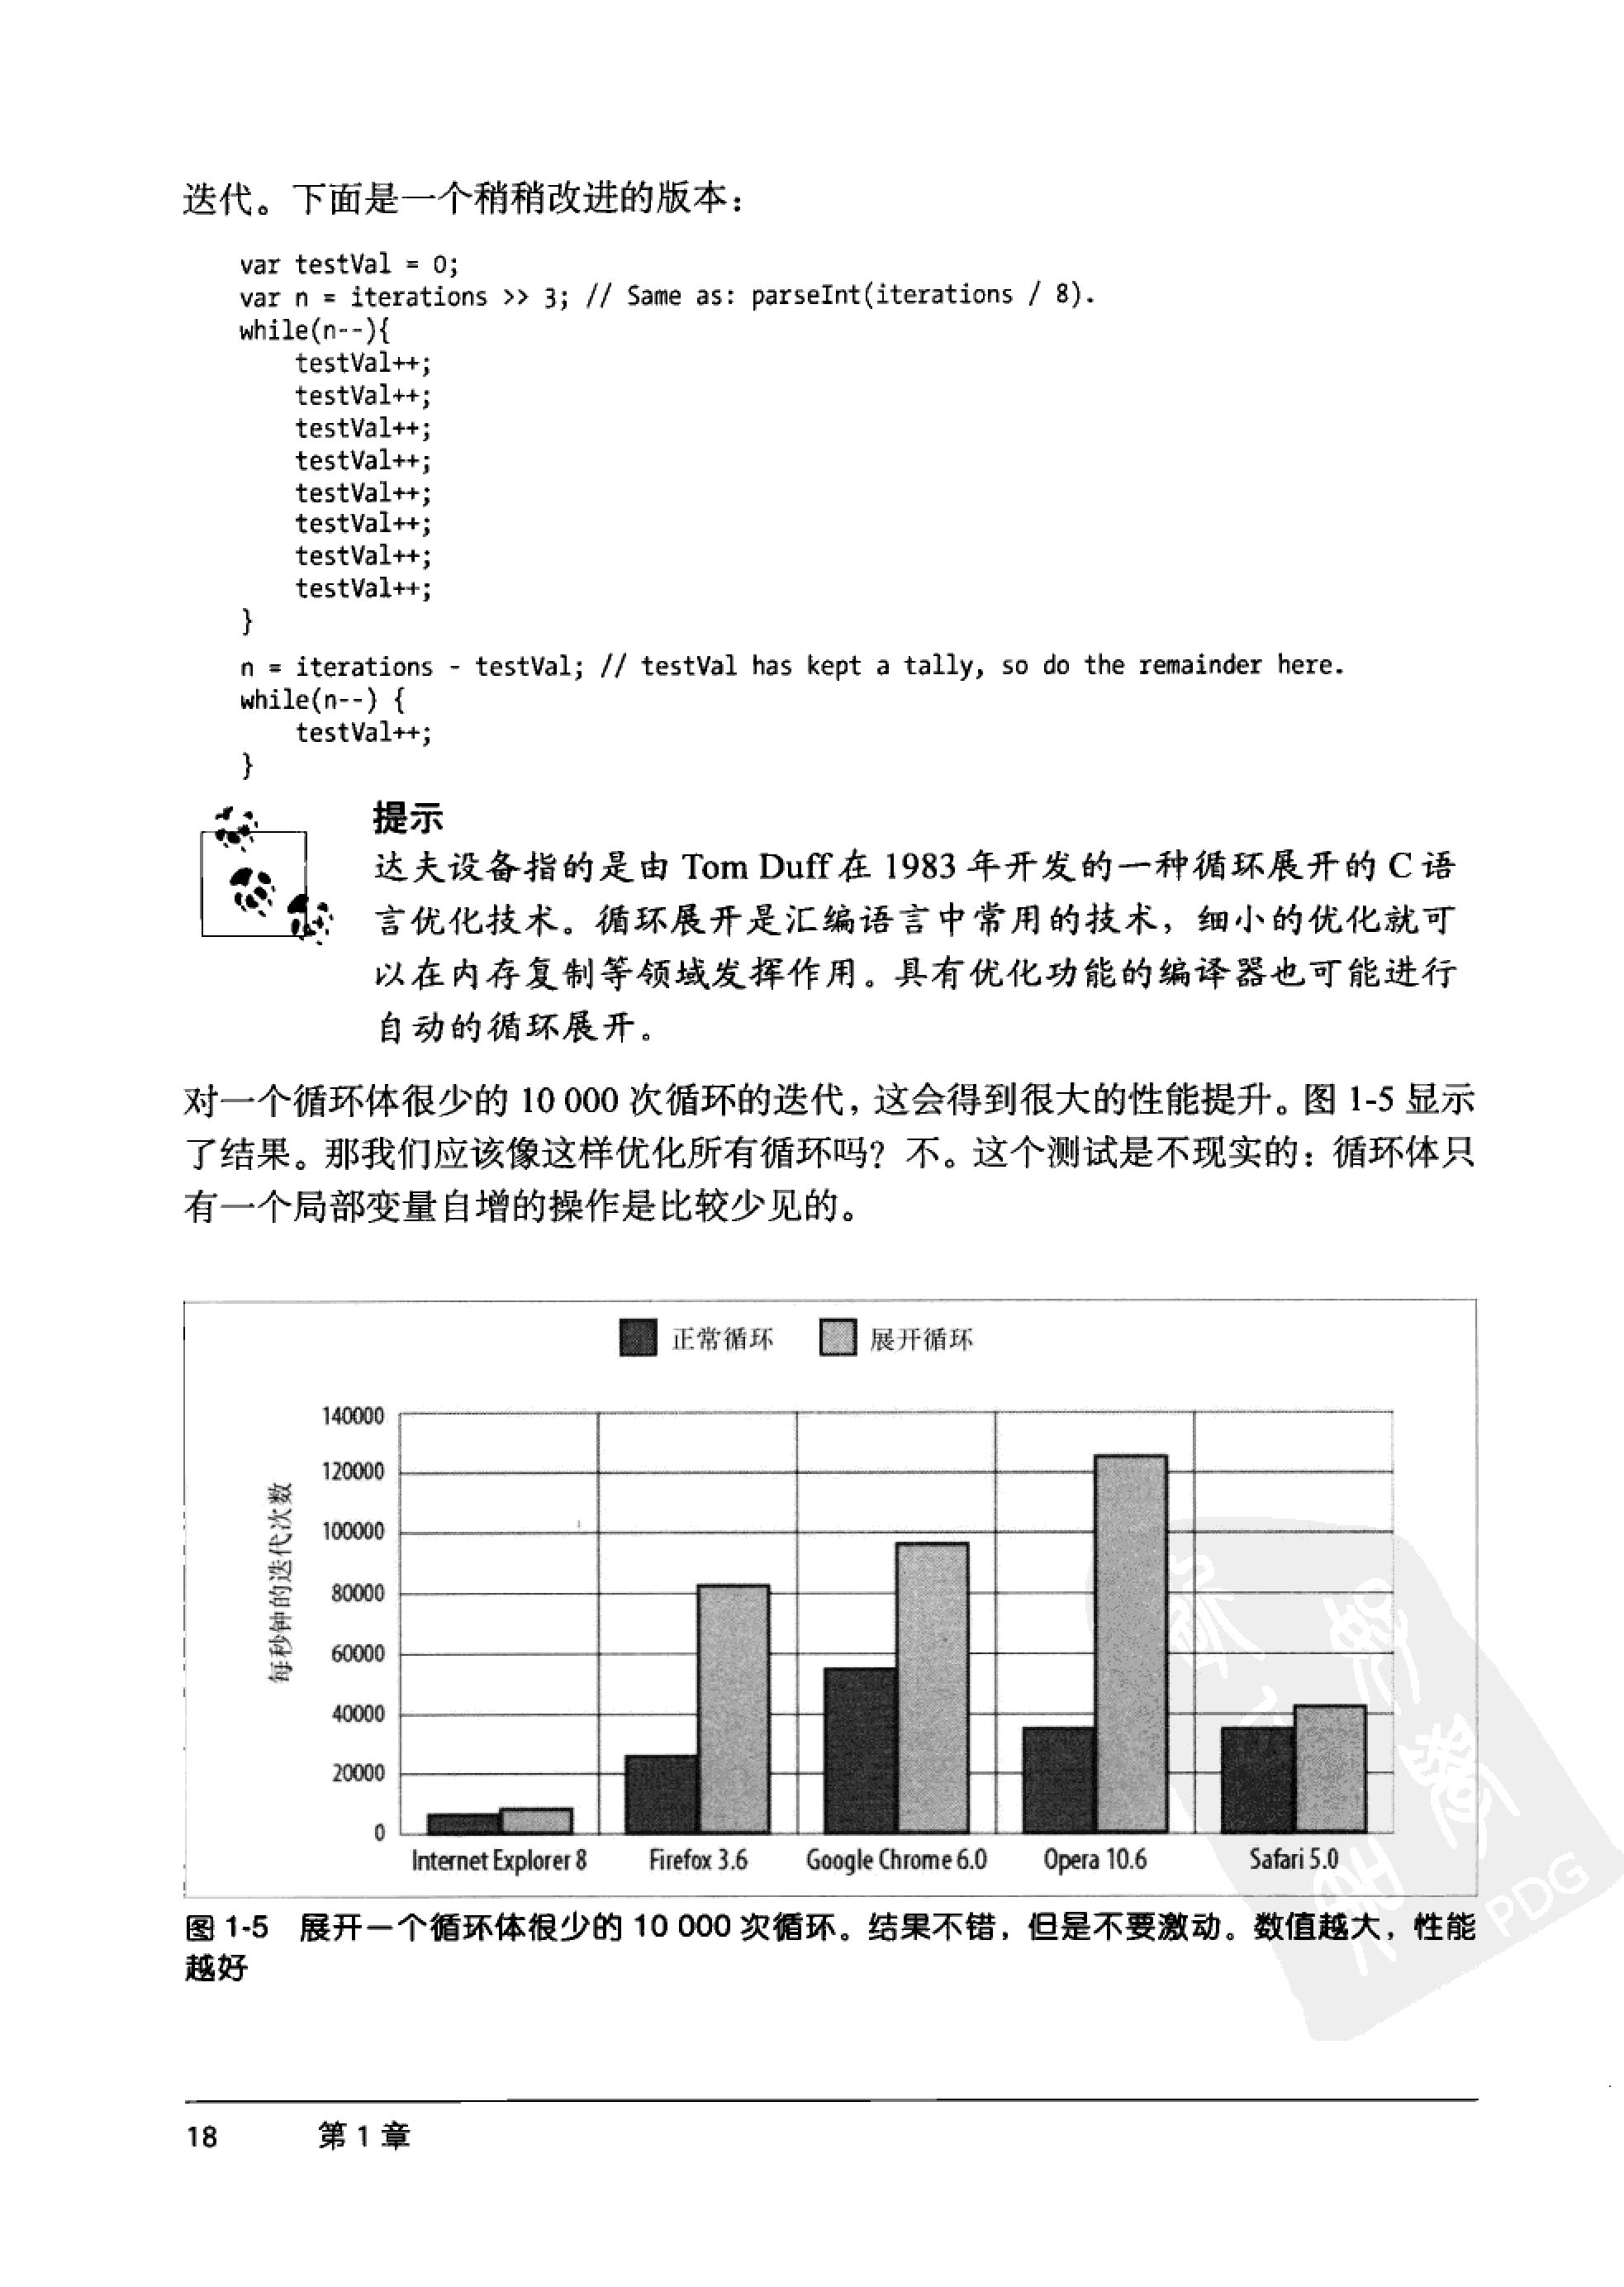 迭代。下面是一个稍稍改进的版本：
var testVal = 0;
var n = iterations >> 3; // Same as: parseInt(iterations / 8).
while(n--){
testVal++;
testVal++;
testVal++;
testVal++;
testVal++;
testVal++;
testVal++;
testVal++;
}
n = iterations - testVal; // testVal has kept a tally, so do the remainder here.
while(n--) {
testVal++;
}
提示
达夫设备指的是由 Tom Duff 在 1983 年开发的一种循环展开的 C 语
言优化技术。循环展开是汇编语言中常用的技术，细小的优化就可
以在内存复制等领域发挥作用。具有优化功能的编译器也可能进行
自动的循环展开。
对一个循环体很少的 10 000 次循环的迭代，这会得到很大的性能提升。图 1-5 显示
了结果。那我们应该像这样优化所有循环吗？不。这个测试是不现实的：循环体只
有一个局部变量自增的操作是比较少见的。
正常循环 展开循环
每秒钟的迭代次数
140000
120000
100000
80000
60000
40000
20000
0
Internet Explorer 8 Firefox 3.6 Google Chrome 6.0 Opera 10.6 Safari 5.0
图 1-5 展开一个循环体很少的 10 000 次循环。结果不错，但是不要激动。数值越大，性能
越好
PDG
18 第 1 章